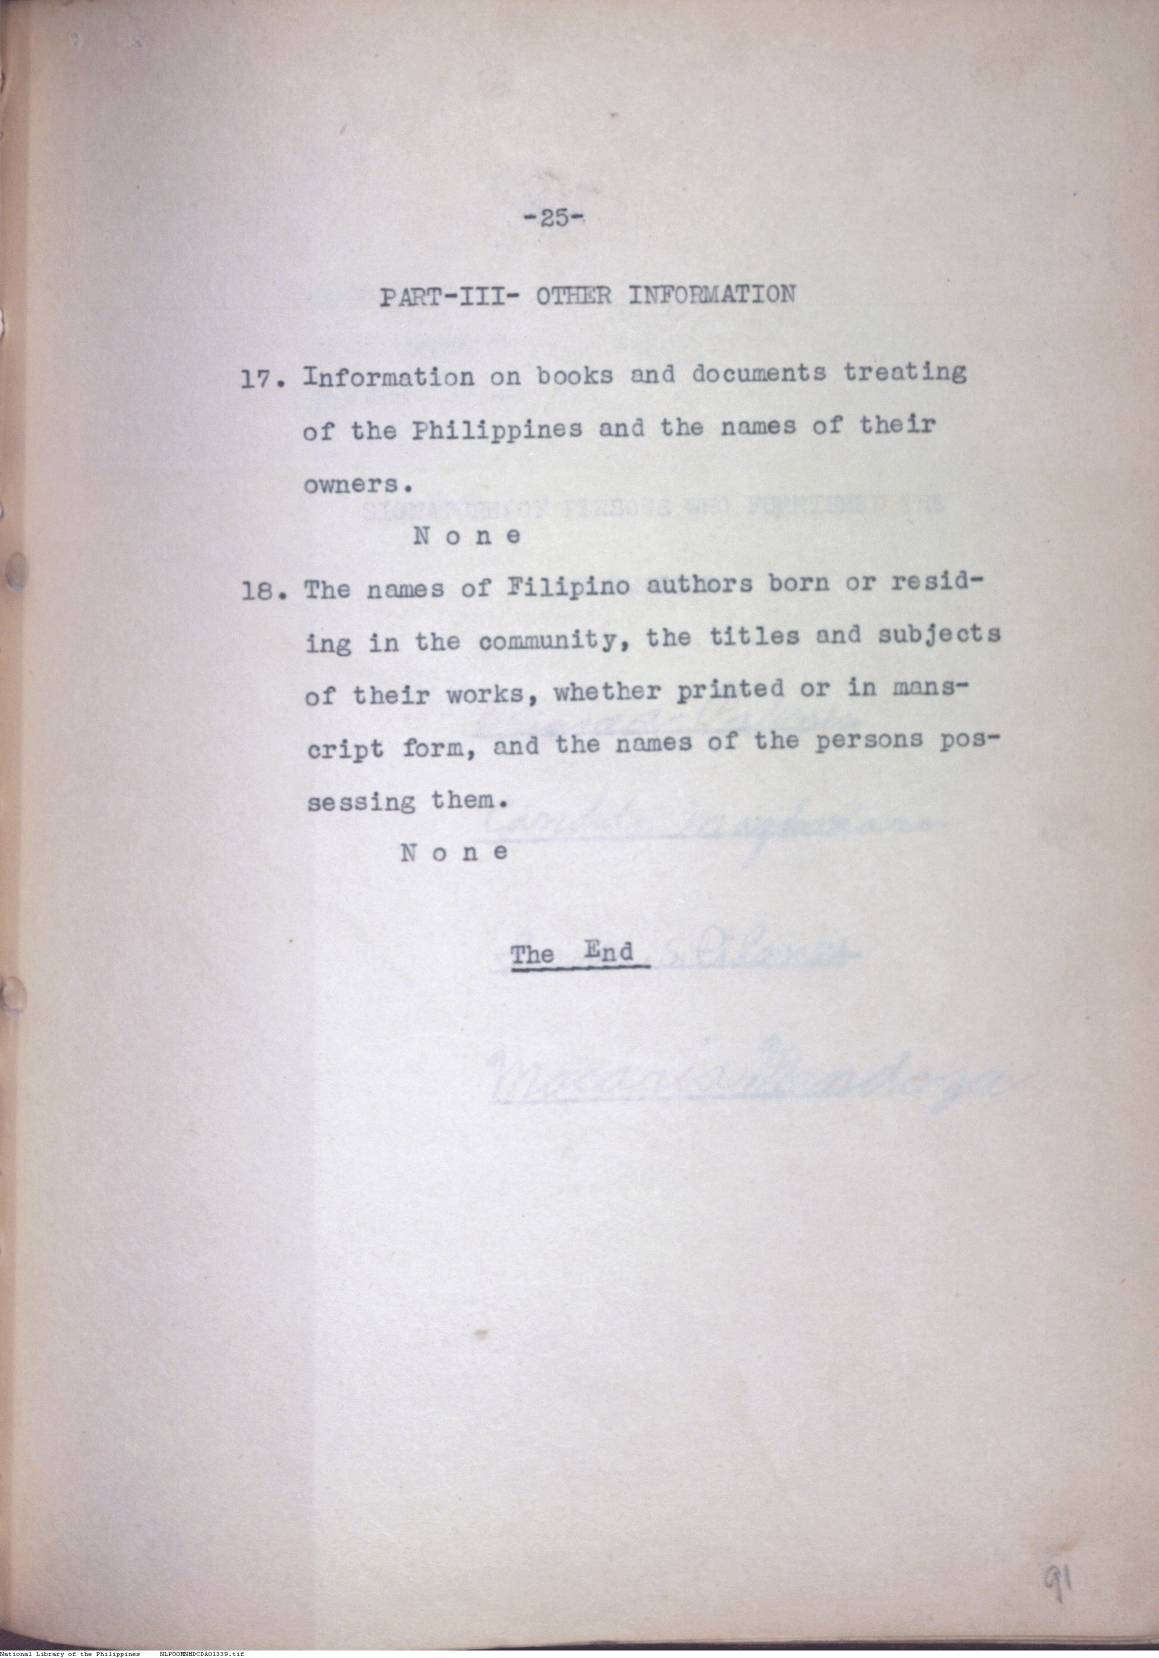 -25-
PART-III- OTHER INFORMATION
17. Information on books and documents treating
of the Philippines and the names of their
owners.
N o n e
18. The names of Filipino authors born or resid-
ing in the community, the titles and subjects
of their works, whether printed or in mans-
cript form, and the names of the persons pos-
sessing them.
N o n e
The End
91
National Library of the Philippines